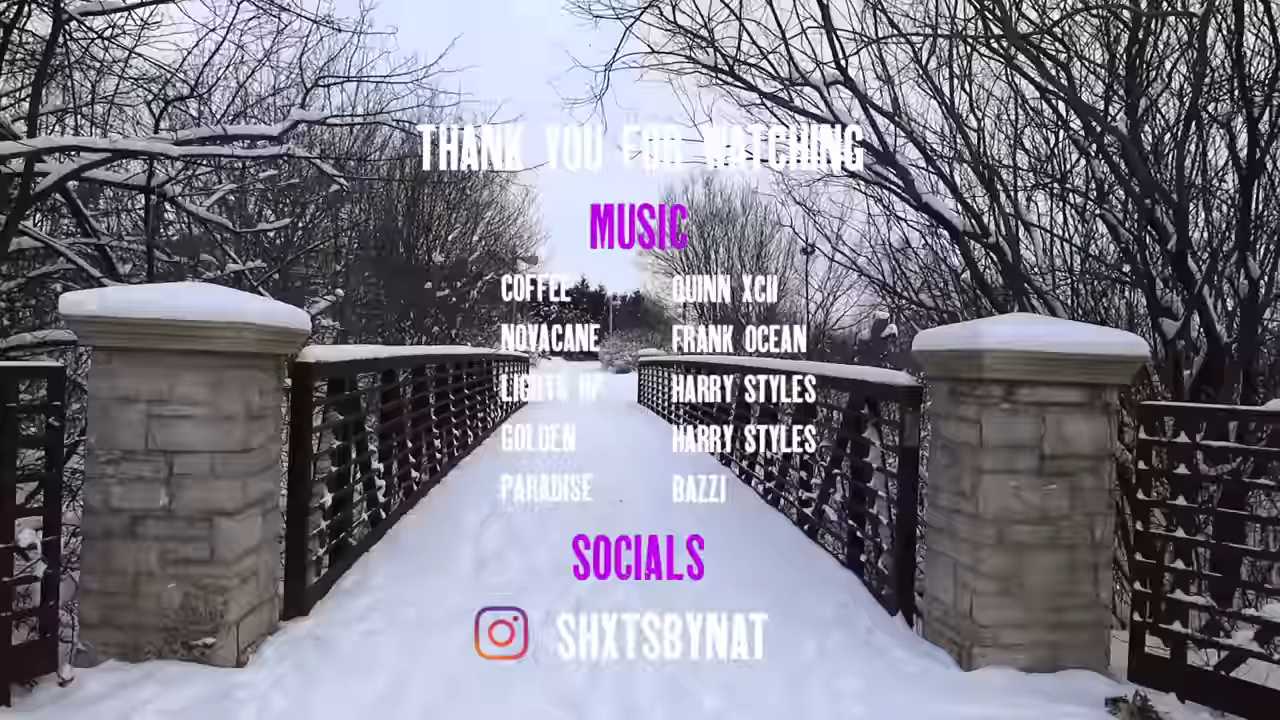 THANK YOU FOR WATCHING
MUSIC
COFFEE QUINN XCII
NOVACANE FRANK OCEAN
LIGHTS UP HARRY STYLES
GOLDEN HARRY STYLES
PARADISE BAZZI
SOCIALS
SHXTSBYNAT